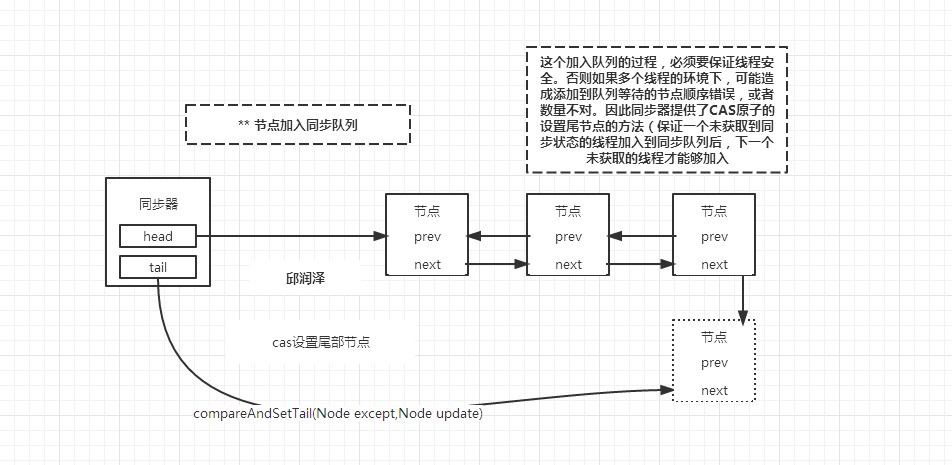 这个加入队列的过程，必须要保证线程安
全。否则如果多个线程的环境下，可能造
成添加到队列等待的节点顺序错误，或者
数量不对。因此同步器提供了CAS原子的
设置尾节点的方法（保证一个未获取到同
步状态的线程加入到同步队列后，下一个
未获取的线程才能够加入
** 节点加入同步队列
同步器
head
tail
节点
prev
next
节点
prev
next
节点
prev
next
邱润泽
cas设置尾部节点
节点
prev
next
compareAndSetTail(Node except,Node update)